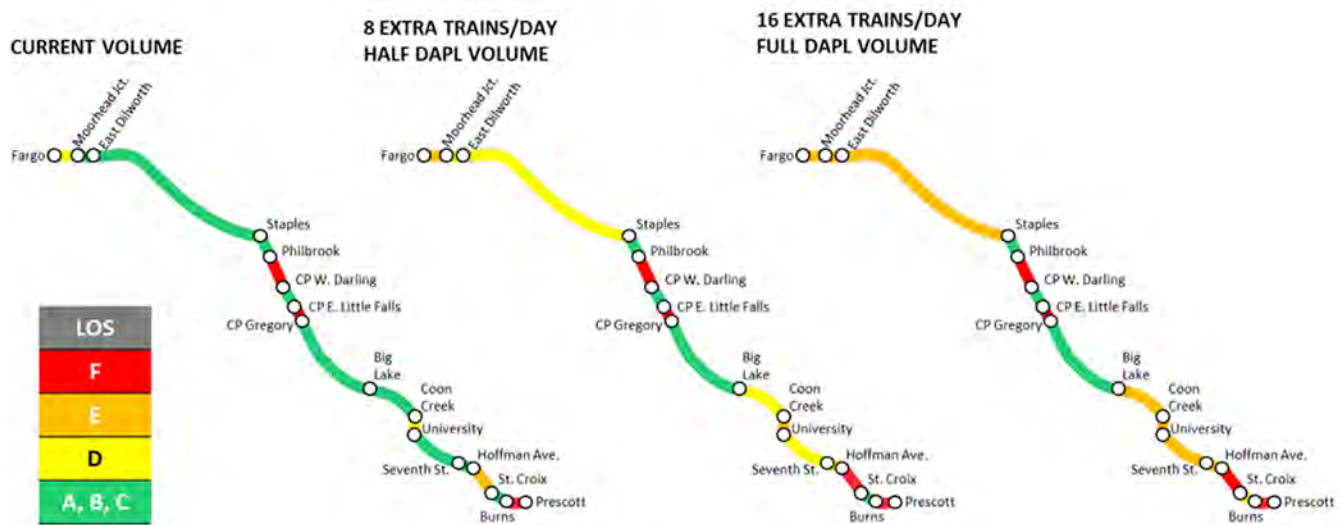 CURRENT VOLUME
Moorhead Jct.
East Dilworth
Fargo
Staples
Philbrook
CP W. Darling
CP E. Little Falls
CP Gregory
Big
Lake
Coon
Creek
University
Seventh St.
Hoffman Ave.
St. Croix
Prescott
Burns
8 EXTRA TRAINS/DAY
HALF DAPL VOLUME
Moorhead Jct.
East Dilworth
Fargo
Staples
Philbrook
CP W. Darling
CP E. Little Falls
CP Gregory
Big
Lake
Coon
Creek
University
Seventh St.
Hoffman Ave.
St. Croix
Prescott
Burns
16 EXTRA TRAINS/DAY
FULL DAPL VOLUME
Moorhead Jct.
East Dilworth
Fargo
Staples
Philbrook
CP W. Darling
CP E. Little Falls
CP Gregory
Big
Lake
Coon
Creek
University
Seventh St.
Hoffman Ave.
St. Croix
Prescott
Burns
LOS
F
E
D
A, B, C